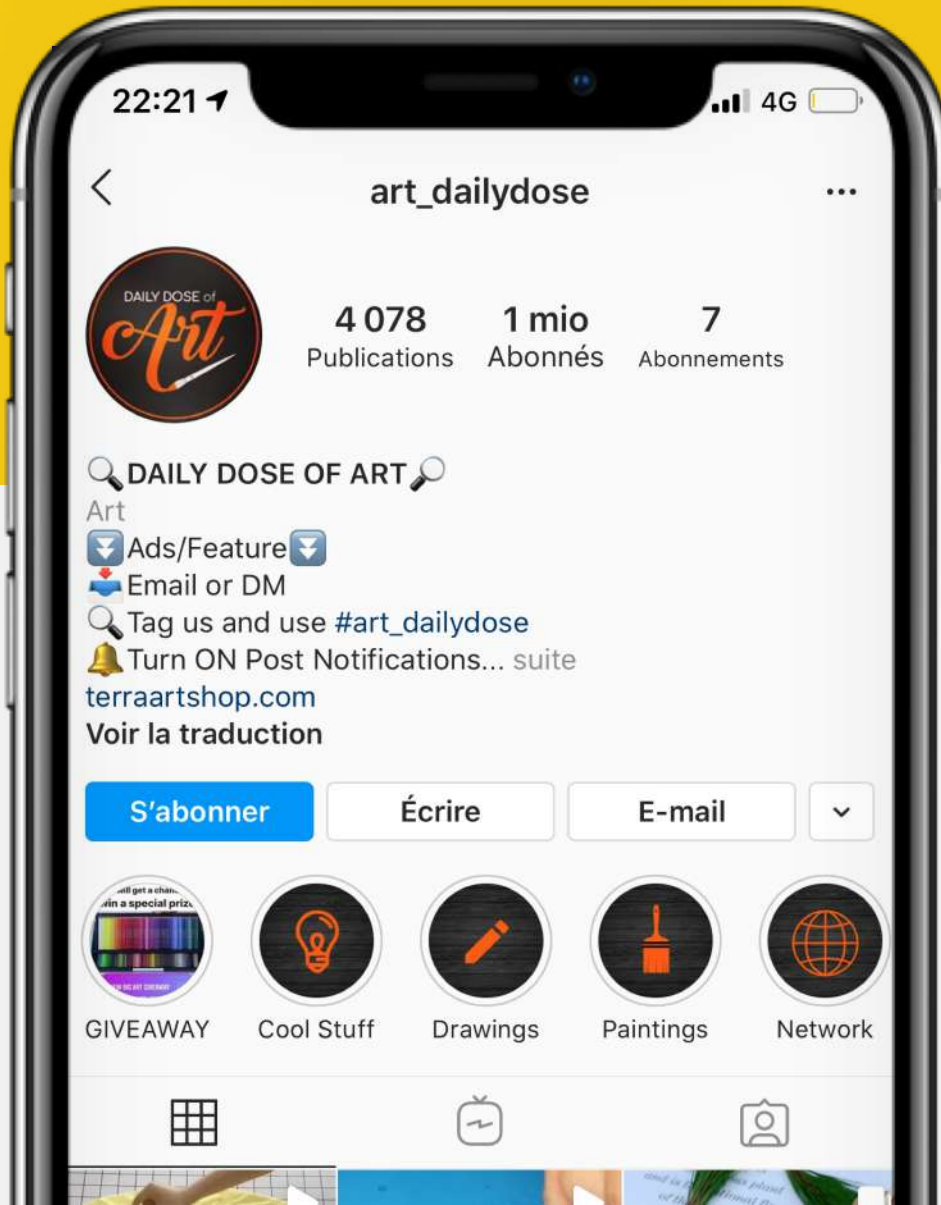 22:21
4G
art_dailydose
DAILY DOSE of
Art
4 078
1 mio
7
Publications
Abonnés
Abonnements
DAILY DOSE OF ART
Art
Ads/Feature
Email or DM
Tag us and use #art_dailydose
Turn ON Post Notifications... suite
terraartshop.com
Voir la traduction
S'abonner
Écrire
E-mail
will get a
win a special prize
GIVEAWAY
Cool Stuff
Drawings
Paintings
Network